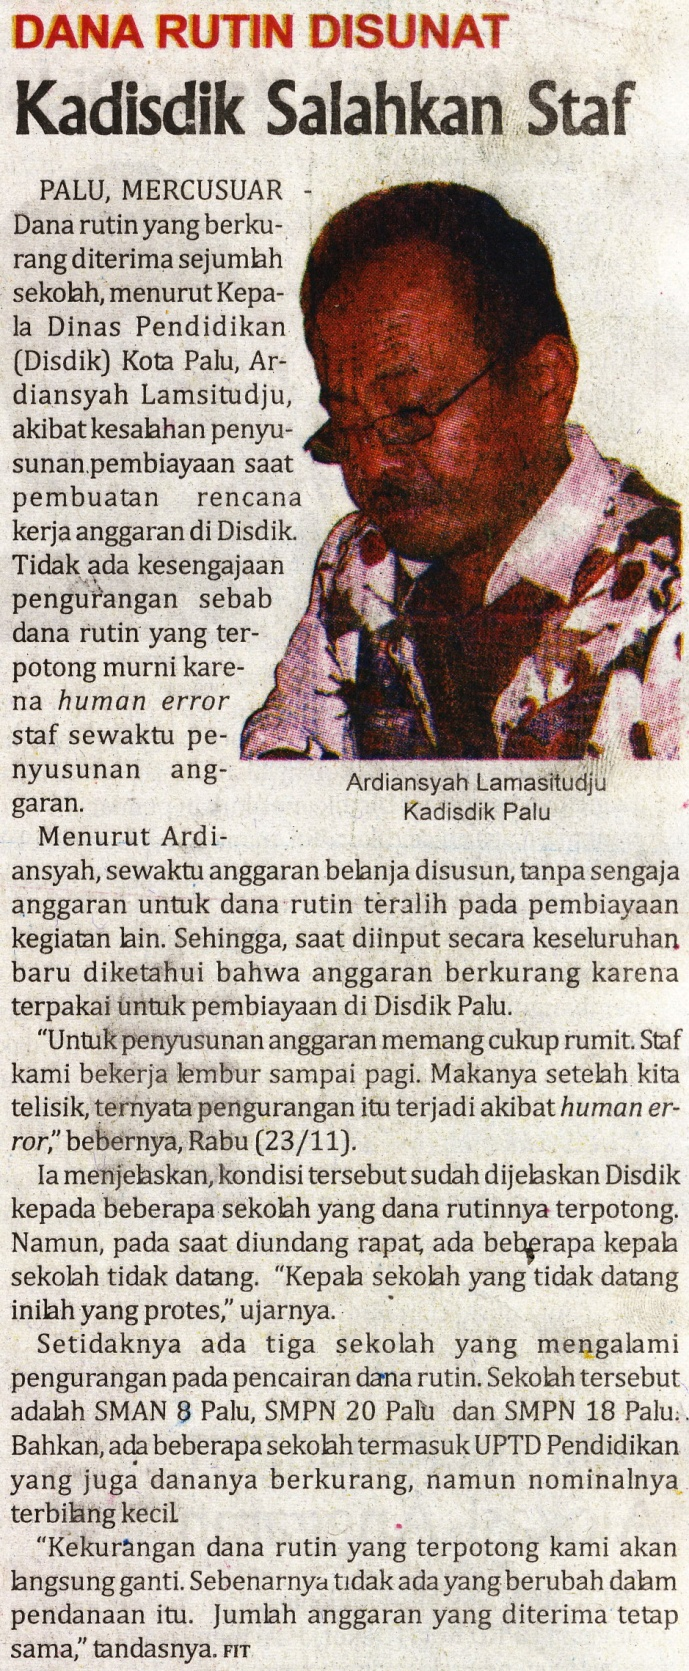 DANA RUTIN DISUNAT
Kadisdik Salahkan Staf
PALU, MERCUSUAR -
Dana rutin yang berku-
rang diterima sejumlah
sekolah, menurut Kepa-
la Dinas Pendidikan
(Disdik) Kota Palu, Ar-
diansyah Lamsitudju,
akibat kesalahan penyu-
sunan pembiayaan saat
pembuatan rencana
kerja anggaran di Disdik.
Tidak ada kesengajaan
pengurangan sebab
dana rutin yang ter-
potong murni kare-
na human error
staf sewaktu pe-
nyusunan ang-
garan.
Ardiansyah Lamasitudju
Kadisdik Palu
Menurut Ardi-
ansyah, sewaktu anggaran belanja disusun, tanpa sengaja
anggaran untuk dana rutin teralih pada pembiayaan
kegiatan lain. Sehingga, saat diinput secara keseluruhan
baru diketahui bahwa anggaran berkurang karena
terpakai untuk pembiayaan di Disdik Palu.
“Untuk penyusunan anggaran memang cukup rumit. Staf
kami bekerja lembur sampai pagi. Makanya setelah kita
telisik, ternyata pengurangan itu terjadi akibat human er-
ror,” bebernya, Rabu (23/11).
Ia menjelaskan, kondisi tersebut sudah dijelaskan Disdik
kepada beberapa sekolah yang dana rutinnya terpotong.
Namun, pada saat diundang rapat, ada beberapa kepala
sekolah tidak datang. “Kepala sekolah yang tidak datang
inilah yang protes,” ujarnya.
Setidaknya ada tiga sekolah yang mengalami
pengurangan pada pencairan dana rutin. Sekolah tersebut
adalah SMAN 8 Palu, SMPN 20 Palu dan SMPN 18 Palu.
Bahkan, ada beberapa sekolah termasuk UPTD Pendidikan
yang juga dananya berkurang, namun nominalnya
terbilang kecil.
“Kekurangan dana rutin yang terpotong kami akan
langsung ganti. Sebenarnya tidak ada yang berubah dalam
pendanaan itu. Jumlah anggaran yang diterima tetap
sama,” tandasnya. FIT